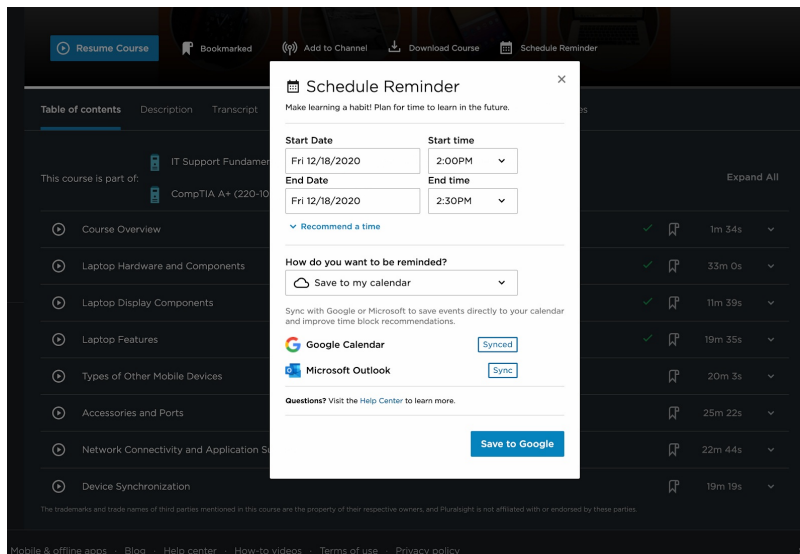 Resume Course
Bookmarked
Add to Channel
Download Course
Schedule Reminder
Table of contents
Description
Transcript
This course is part of:
IT Support Fundamen
CompTIA A+ (220-10
Expand All
Course Overview
1m 34s
Laptop Hardware and Components
33m 0s
Laptop Display Components
11m 39s
Laptop Features
19m 35s
Types of Other Mobile Devices
20m 3s
Accessories and Ports
25m 22s
Network Connectivity and Application Su
22m 44s
Device Synchronization
19m 19s
The trademarks and trade names of third parties mentioned in this course are the property of their respective owners, and Pluralsight is not affiliated with or endorsed by these parties.
Mobile & offline apps · Blog · Help center · How-to videos · Terms of use · Privacy policy
Schedule Reminder
Make learning a habit! Plan for time to learn in the future.
Start Date
Start time
Fri 12/18/2020
2:00PM
End Date
End time
Fri 12/18/2020
2:30PM
Recommend a time
How do you want to be reminded?
Save to my calendar
Sync with Google or Microsoft to save events directly to your calendar
and improve time block recommendations.
Google Calendar
Synced
Microsoft Outlook
Sync
Questions? Visit the Help Center to learn more.
Save to Google